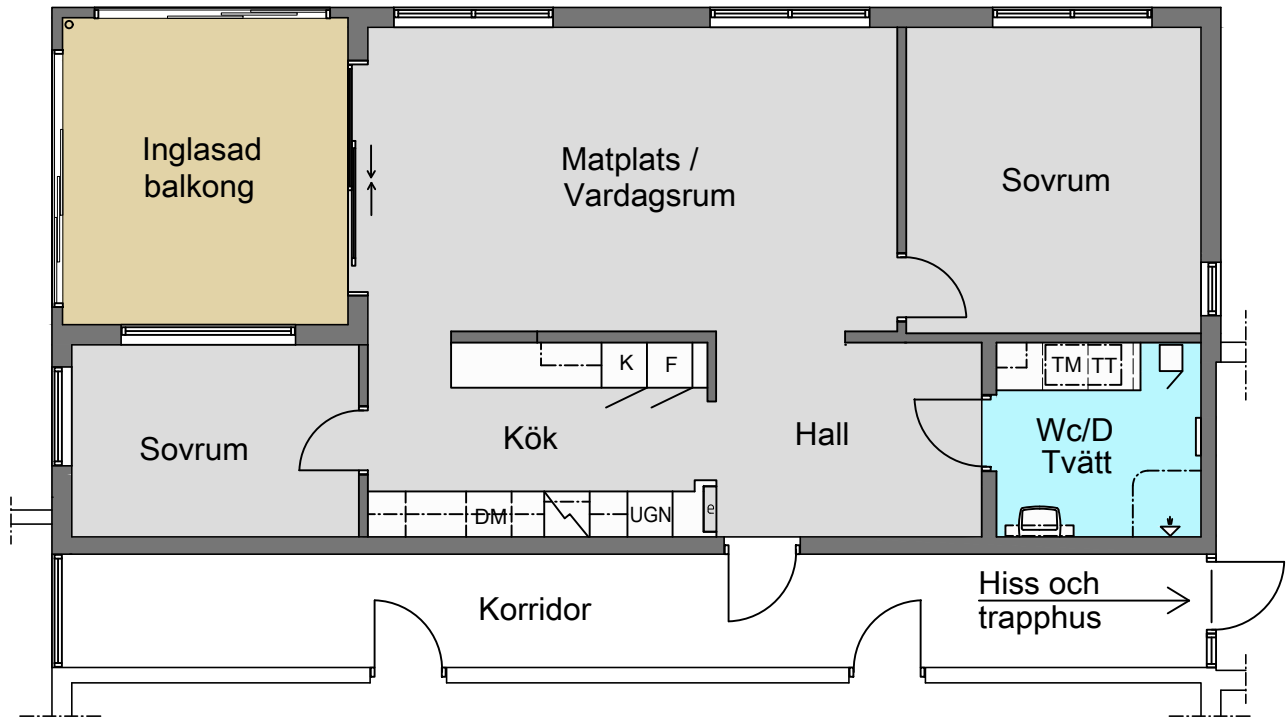 Inglasad
balkong
Matplats /
Vardagsrum
Sovrum
Sovrum
K
F
Kök
DM
UGN
e
Hall
TM
TT
Wc/D
Tvätt
Korridor
Hiss och
trapphus